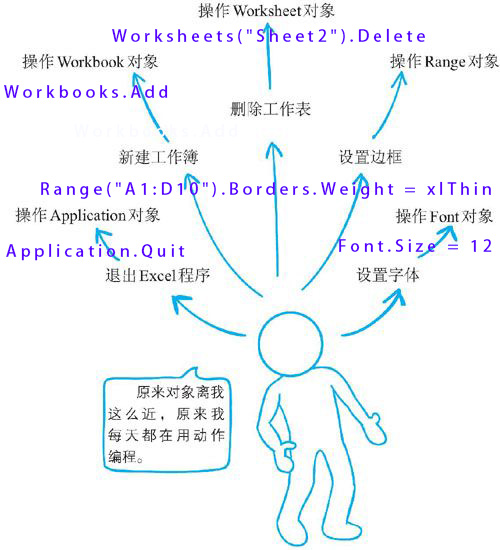 操作Worksheet对象
Worksheets("Sheet2").Delete
操作Workbook对象
操作Range对象
Workbooks.Add
删除工作表
Workbooks.Add
新建工作簿
设置边框
Range("A1:D10").Borders.Weight = xlThin
操作Application对象
操作Font对象
Application.Quit
Font.Size = 12
退出Excel程序
设置字体
原来对象离我
这么近，原来我
每天都在用动作
编程。